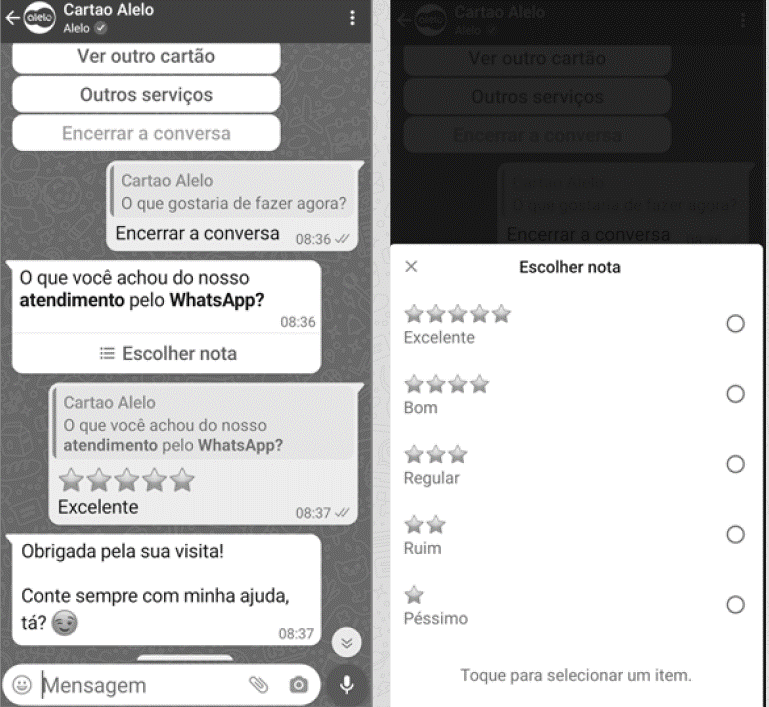 Cartao Alelo
alelo
Alelo
Ver outro cartão
Outros serviços
Encerrar a conversa
Cartao Alelo
O que gostaria de fazer agora?
Encerrar a conversa 08:36
O que você achou do nosso
atendimento pelo WhatsApp?
08:36
Escolher nota
Cartao Alelo
O que você achou do nosso
atendimento pelo WhatsApp?
Excelente
08:37
Obrigada pela sua visita!
Conte sempre com minha ajuda,
tá?
08:37
Mensagem
Cartao Alelo
alelo
Alelo
Ver outro cartão
Outros serviços
Encerrar a conversa
Cartao Alelo
O que gostaria de fazer agora?
Encerrar a conversa
Escolher nota
Excelente
Bom
Regular
Ruim
Péssimo
Toque para selecionar um item.